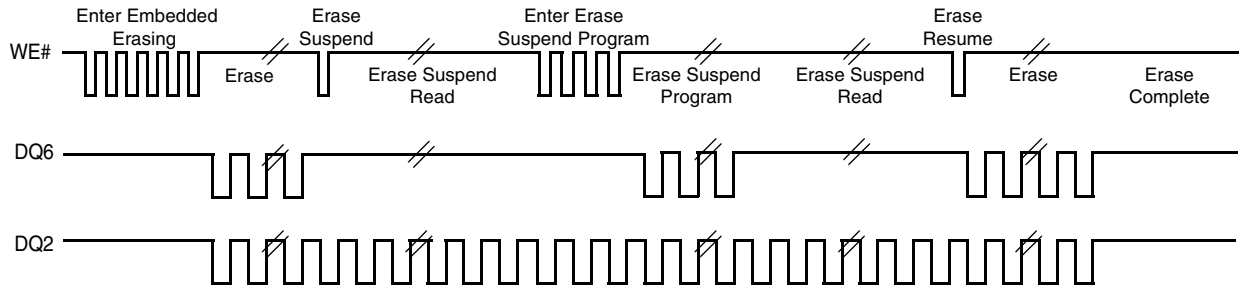 Enter Embedded
Erasing
Erase
Suspend
Enter Erase
Suspend Program
Erase
Resume
WE#
Erase
Erase Suspend
Read
Erase Suspend
Program
Erase Suspend
Read
Erase
Erase
Complete
DQ6
DQ2